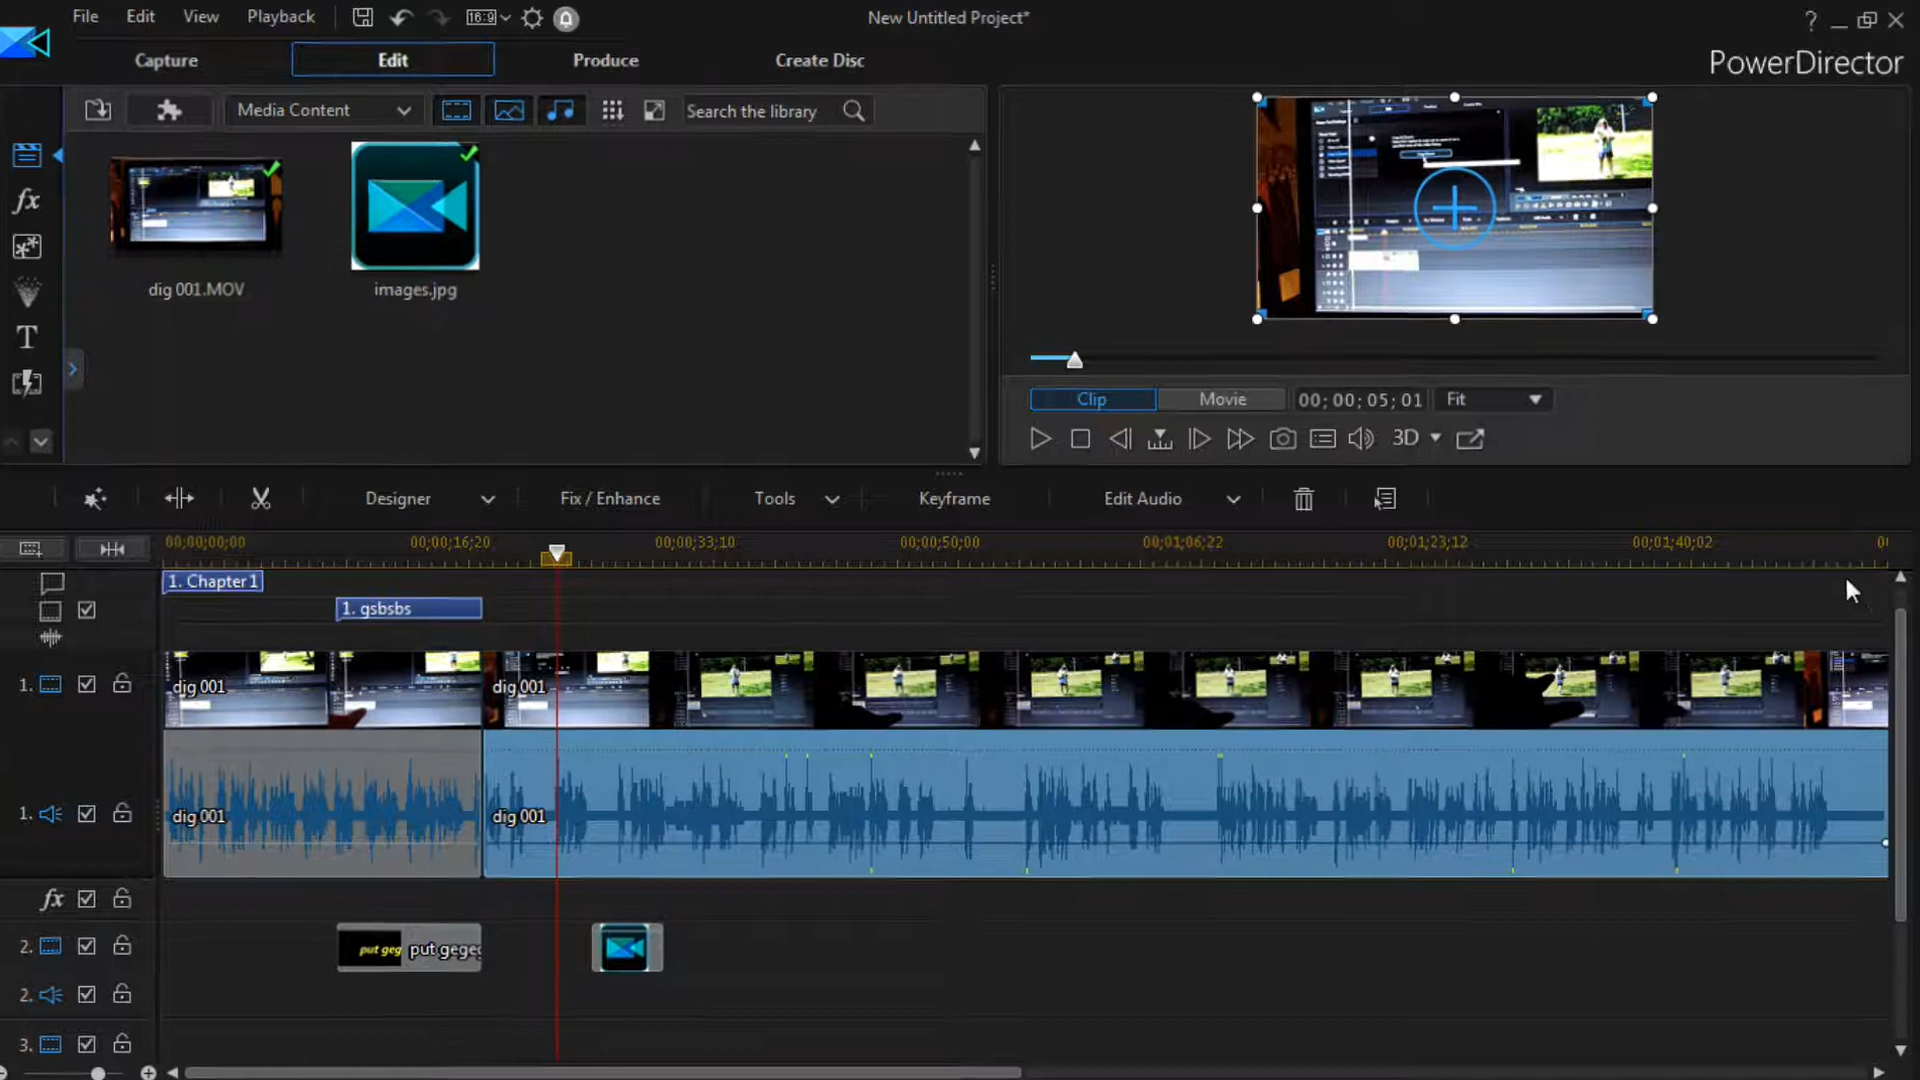 File Edit View Playback 16:9 New Untitled Project* ?
Capture Edit Produce Create Disc PowerDirector
Media Content Search the library
dig 001.MOV images.jpg
Clip Movie 00; 00; 05; 01 Fit
3D
Designer Fix / Enhance Tools Keyframe Edit Audio
00;00;00;00 00;00;16;20 00;00;33;10 00;00;50;00 00;01;06;22 00;01;23;12 00;01;40;02
1. Chapter 1
1. gsbsbs
1. dig 001 dig 001
1. dig 001 dig 001
fx
2. put geg put gege
2.
3.